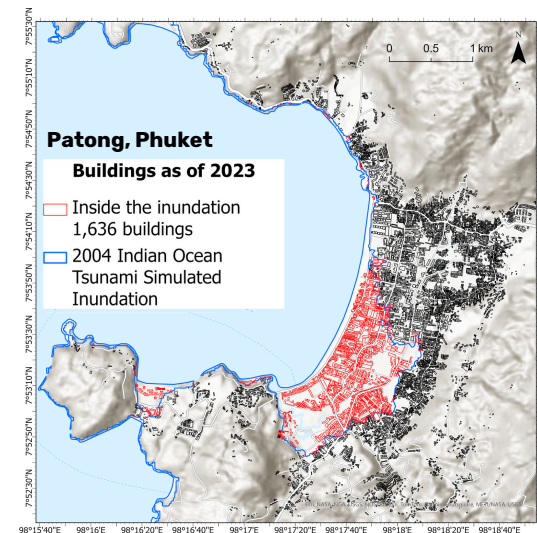 7°55'30"N
7°55'10"N
7°54'50"N
7°54'30"N
7°54'10"N
7°53'50"N
7°53'30"N
7°53'10"N
7°52'50"N
7°52'30"N
0 0.5 1 km
N
Patong, Phuket
Buildings as of 2023
Inside the inundation
1,636 buildings
2004 Indian Ocean
Tsunami Simulated
Inundation
98°15'40"E 98°16'E 98°16'20"E 98°16'40"E 98°17'E 98°17'20"E 98°17'40"E 98°18'E 98°18'20"E 98°18'40"E